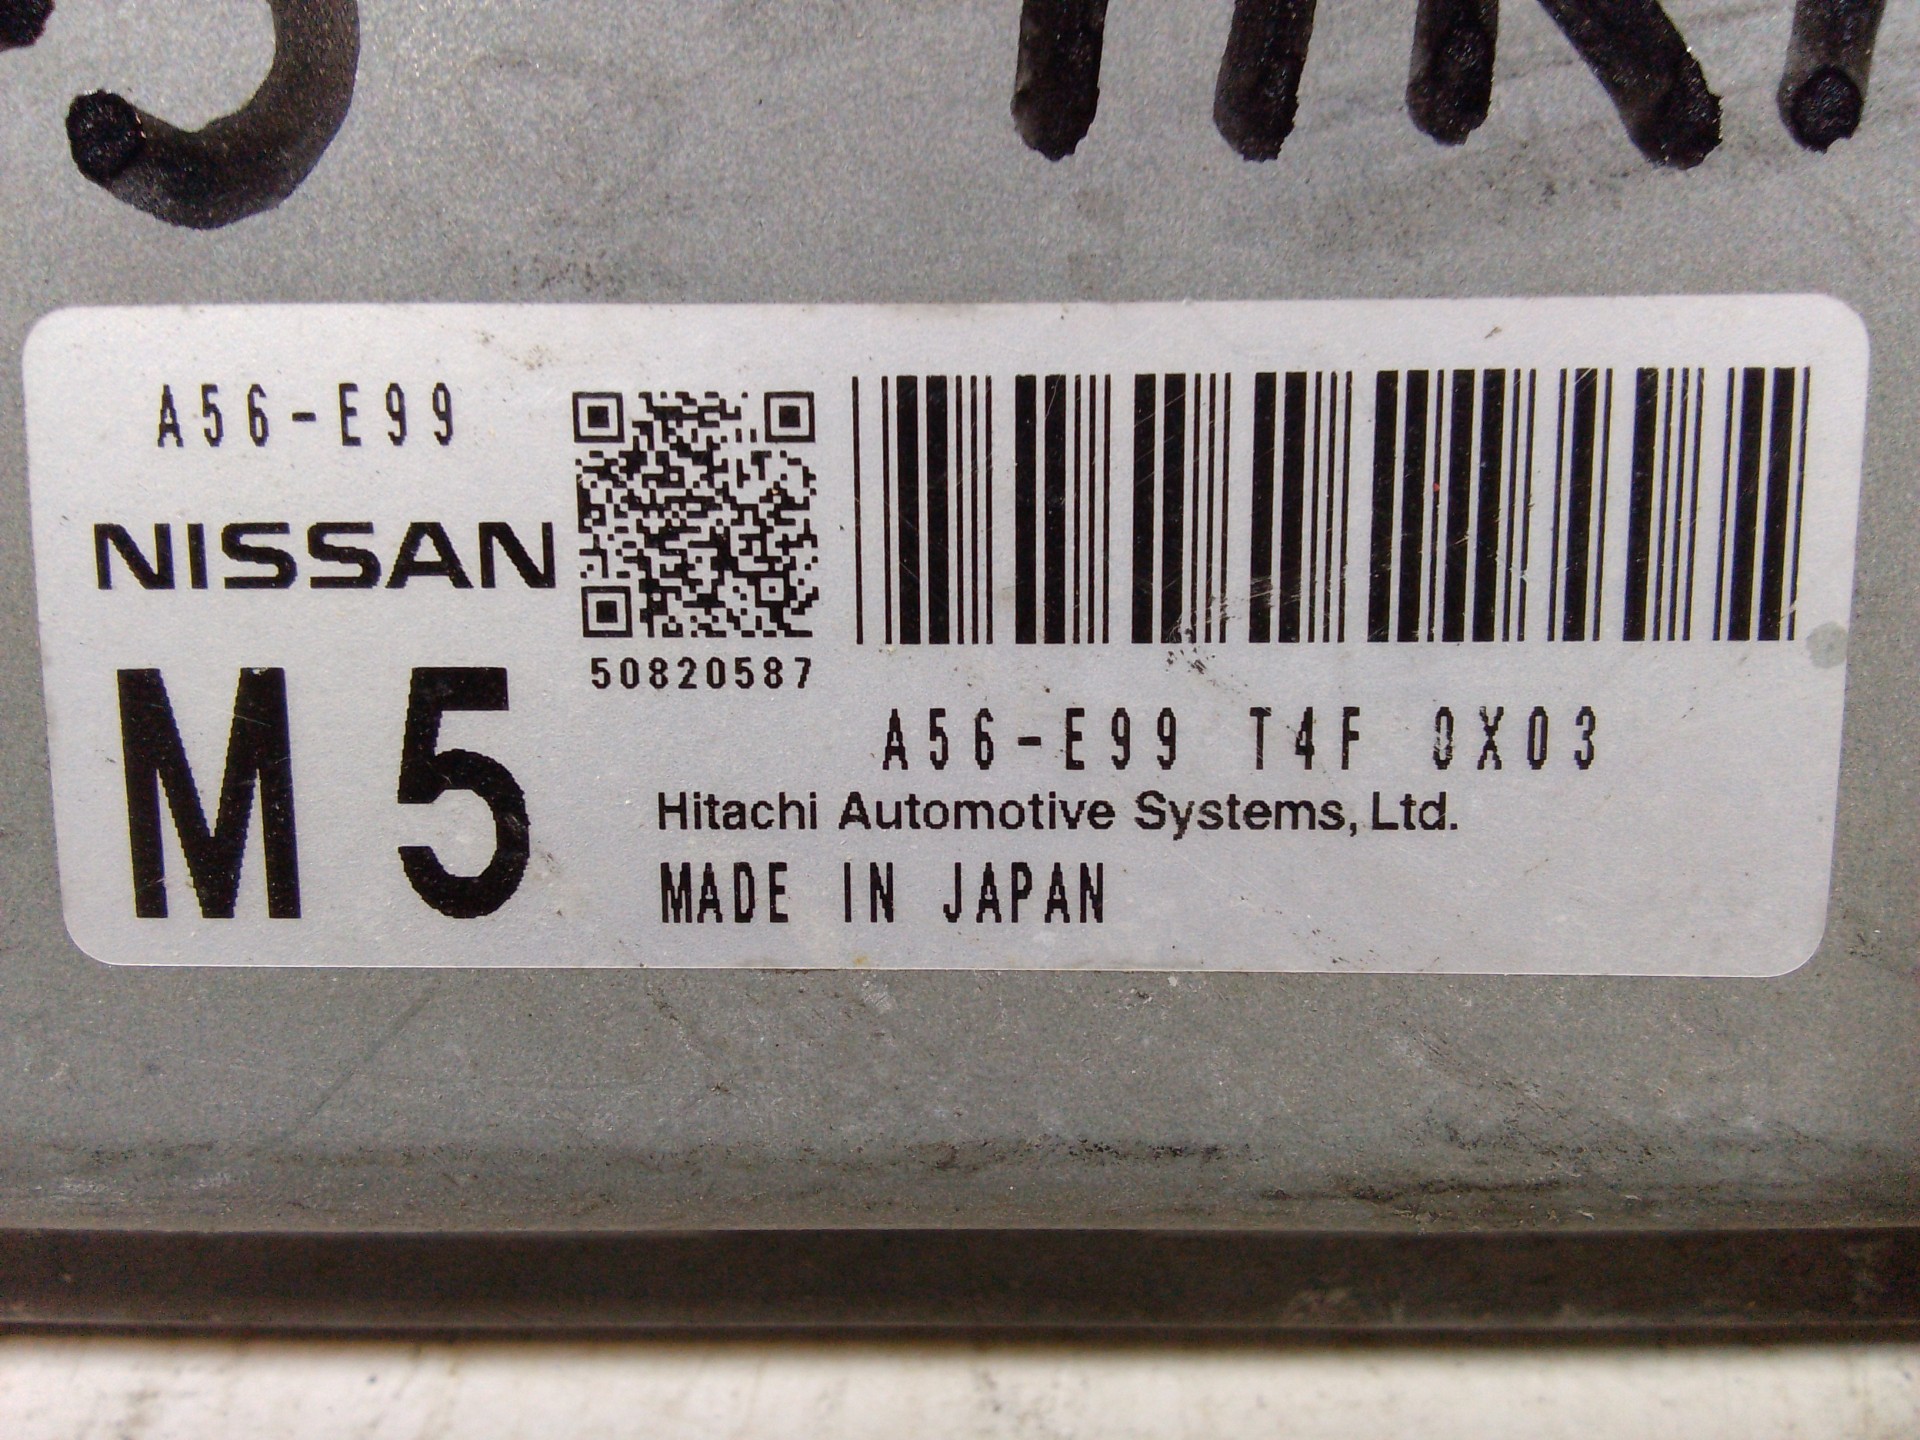 A56-E99
NISSAN
50820587
M5
A56-E99 T4F 0X03
Hitachi Automotive Systems, Ltd.
MADE IN JAPAN